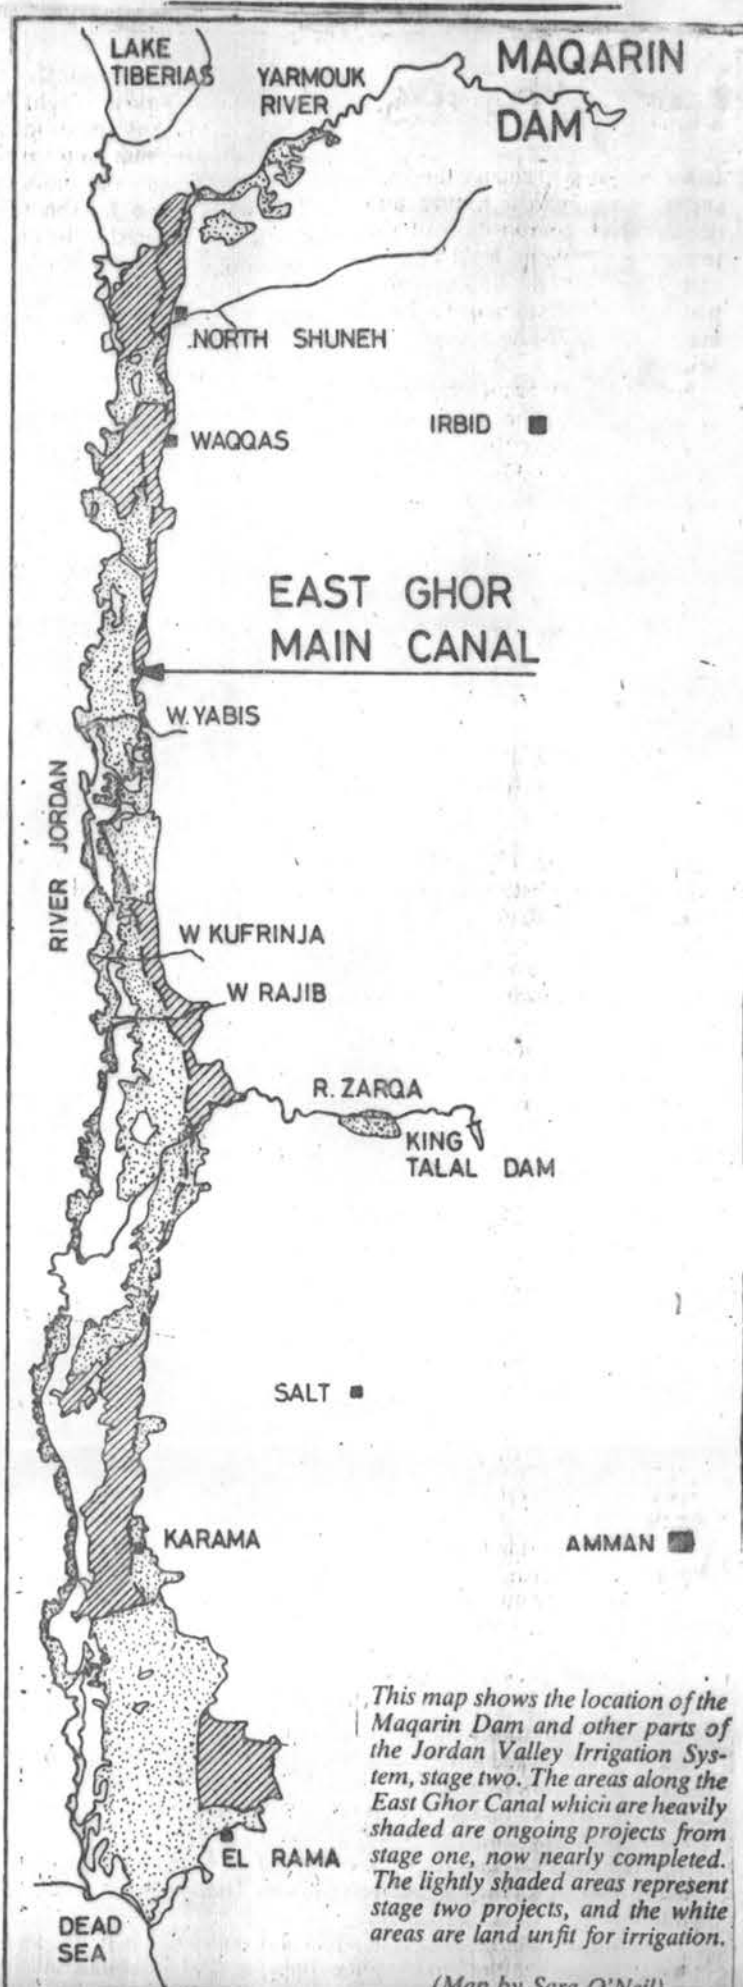 LAKE
TIBERIAS
YARMOUK
RIVER
MAQARIN
DAM
NORTH SHUNEH
WAQQAS
IRBID
EAST GHOR
MAIN CANAL
W. YABIS
RIVER JORDAN
W KUFRINJA
W RAJIB
R. ZARQA
KING
TALAL DAM
SALT
KARAMA
AMMAN
This map shows the location of the
Maqarin Dam and other parts of
the Jordan Valley Irrigation Sys-
tem, stage two. The areas along the
East Ghor Canal which are heavily
shaded are ongoing projects from
stage one, now nearly completed.
The lightly shaded areas represent
stage two projects, and the white
areas are land unfit for irrigation.
EL RAMA
DEAD
SEA
(Map by Sara O'Neil)